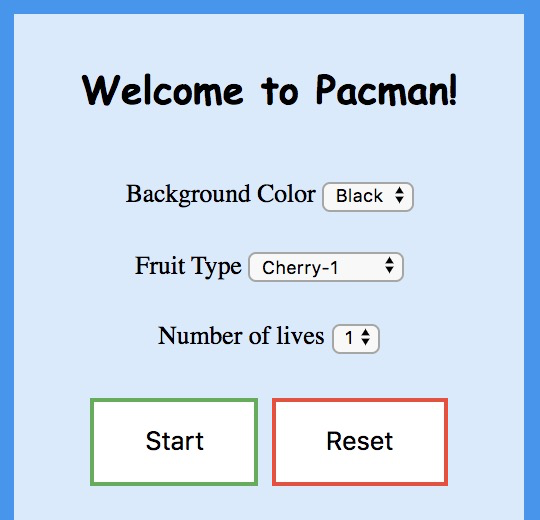 Welcome to Pacman!
Background Color Black
Fruit Type Cherry-1
Number of lives 1
Start Reset